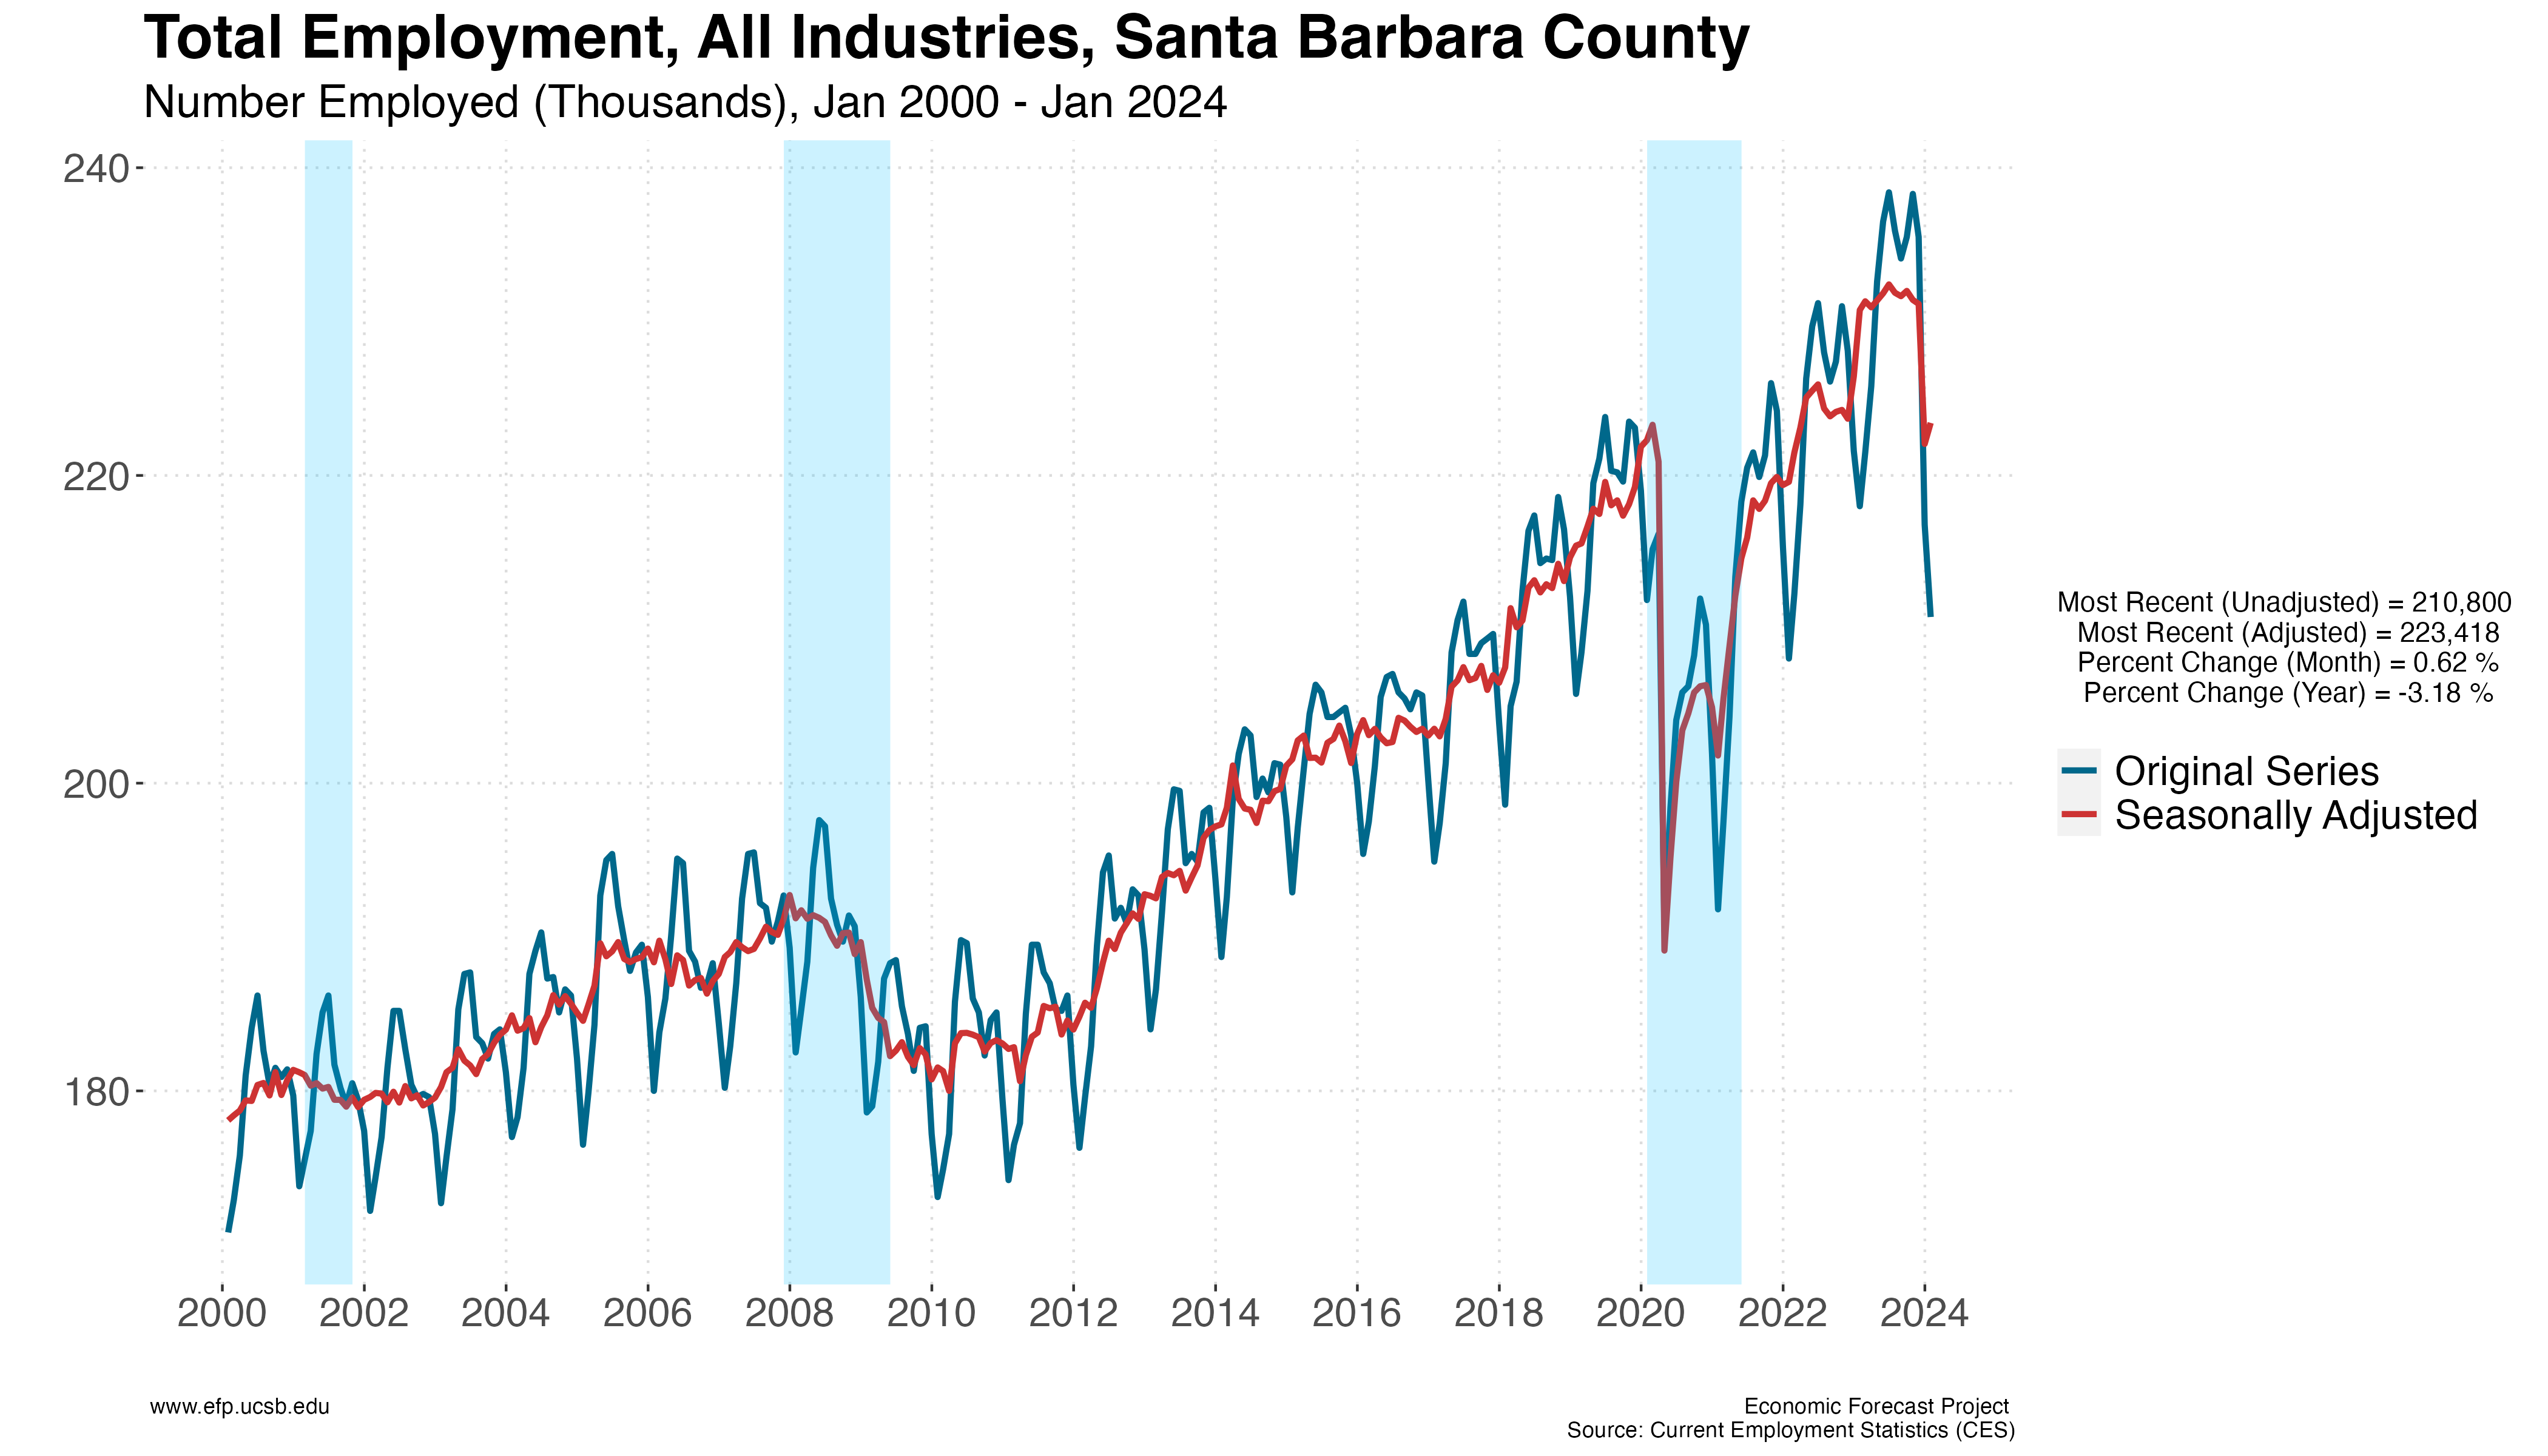 Total Employment, All Industries, Santa Barbara County
Number Employed (Thousands), Jan 2000 - Jan 2024
240
220
200
180
2000 2002 2004 2006 2008 2010 2012 2014 2016 2018 2020 2022 2024
Most Recent (Unadjusted) = 210,800
Most Recent (Adjusted) = 223,418
Percent Change (Month) = 0.62 %
Percent Change (Year) = -3.18 %
Original Series
Seasonally Adjusted
www.efp.ucsb.edu
Economic Forecast Project
Source: Current Employment Statistics (CES)